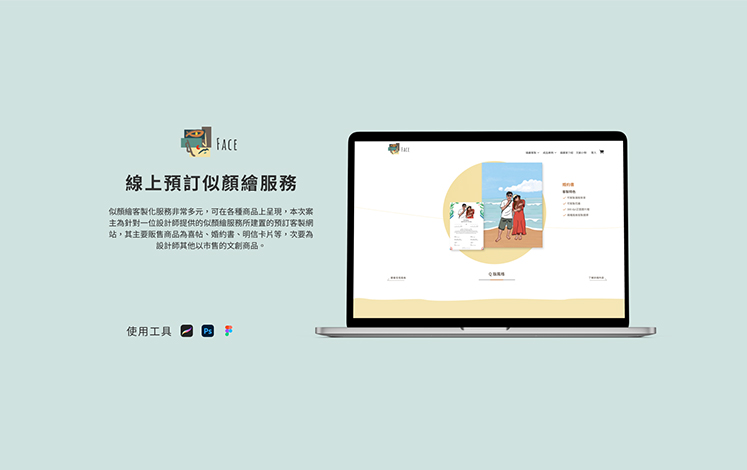 FACE
線上預訂似顏繪服務
似顏繪客製化服務非常多元，可在各種商品上呈現，本次案
主為針對一位設計師提供的似顏繪服務所建置的預訂客製網
站，其主要販售商品為喜帖、婚約書、明信卡片等，次要為
設計師其他以市售的文創商品。
使用工具
Ps
FACE
婚約書
Q 版風格